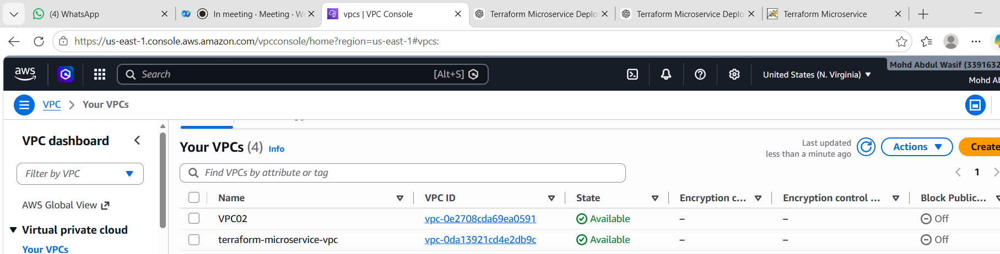 (4) WhatsApp
In meeting · Meeting · We
vpcs | VPC Console
Terraform Microservice Deplo
Terraform Microservice Deplo
Terraform Microservice
https://us-east-1.console.aws.amazon.com/vpcconsole/home?region=us-east-1#vpcs:
aws
Search
[Alt+S]
United States (N. Virginia)
Mohd Abdul Wasif (3391632
Mohd Ab
VPC
Your VPCs
VPC dashboard
Filter by VPC
AWS Global View
Virtual private cloud
Your VPCs
Your VPCs (4) Info
Last updated
less than a minute ago
Actions
Create
Find VPCs by attribute or tag
1
Name VPC ID State Encryption c... Encryption control ... Block Public...
VPC02 vpc-0e2708cda69ea0591 Available – – Off
terraform-microservice-vpc vpc-0da13921cd4e2db9c Available – – Off